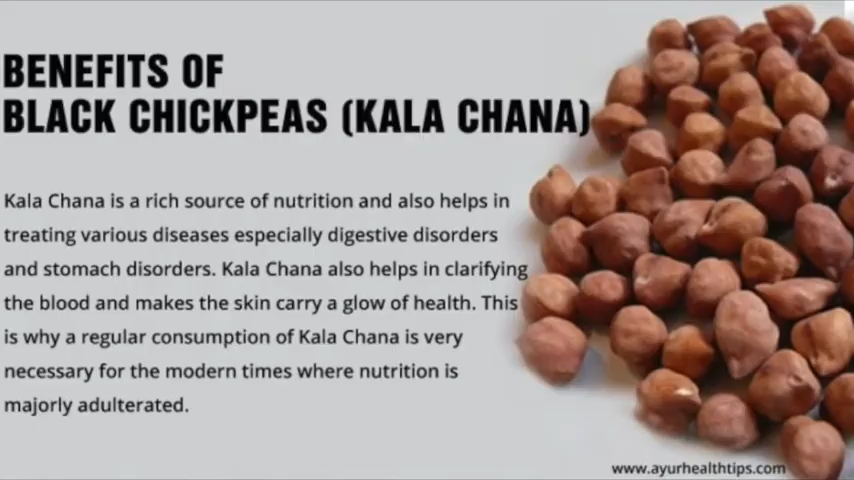 BENEFITS OF
BLACK CHICKPEAS (KALA CHANA)
Kala Chana is a rich source of nutrition and also helps in
treating various diseases especially digestive disorders
and stomach disorders. Kala Chana also helps in clarifying
the blood and makes the skin carry a glow of health. This
is why a regular consumption of Kala Chana is very
necessary for the modern times where nutrition is
majorly adulterated.
www.ayurhealthtips.com